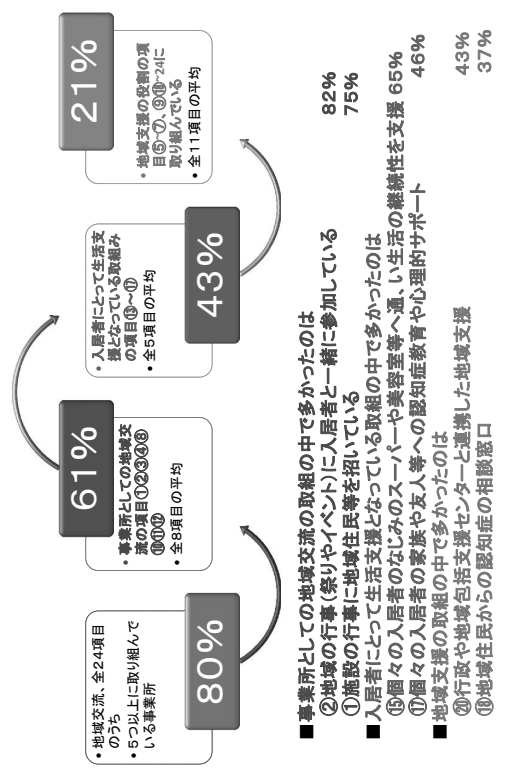 ・地域交流、全24項目
のうち
・5つ以上に取り組んで
いる事業所
80%
61%
・事業所としての地域交
流の項目①②③④⑧
⑩⑪⑫
・全8項目の平均
・入居者にとって生活支
援となっている取組み
の項目⑬～⑰
・全5項目の平均
43%
21%
・地域支援の役割の項
目⑤~⑦、⑨⑱~24に
取り組んでいる
・全11項目の平均
■事業所としての地域交流の取組の中で多かったのは
②地域の行事(祭りやイベント)に入居者と一緒に参加している 82%
①施設の行事に地域住民等を招いている 75%
■入居者にとって生活支援となっている取組の中で多かったのは
⑮個々の入居者のなじみのスーパーや美容室等へ通い、生活の継続性を支援 65%
⑰個々の入居者の家族や友人等への認知症教育や心理的サポート 46%
■地域支援の取組の中で多かったのは
⑳行政や地域包括支援センターと連携した地域支援 43%
⑱地域住民からの認知症の相談窓口 37%